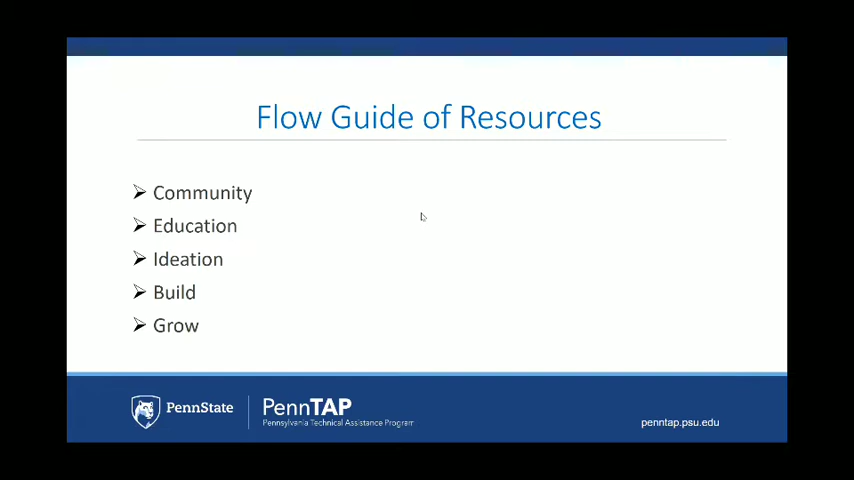 Flow Guide of Resources
Community
Education
Ideation
Build
Grow
PennState
PennTAP
Pennsylvania Technical Assistance Program
penntap.psu.edu